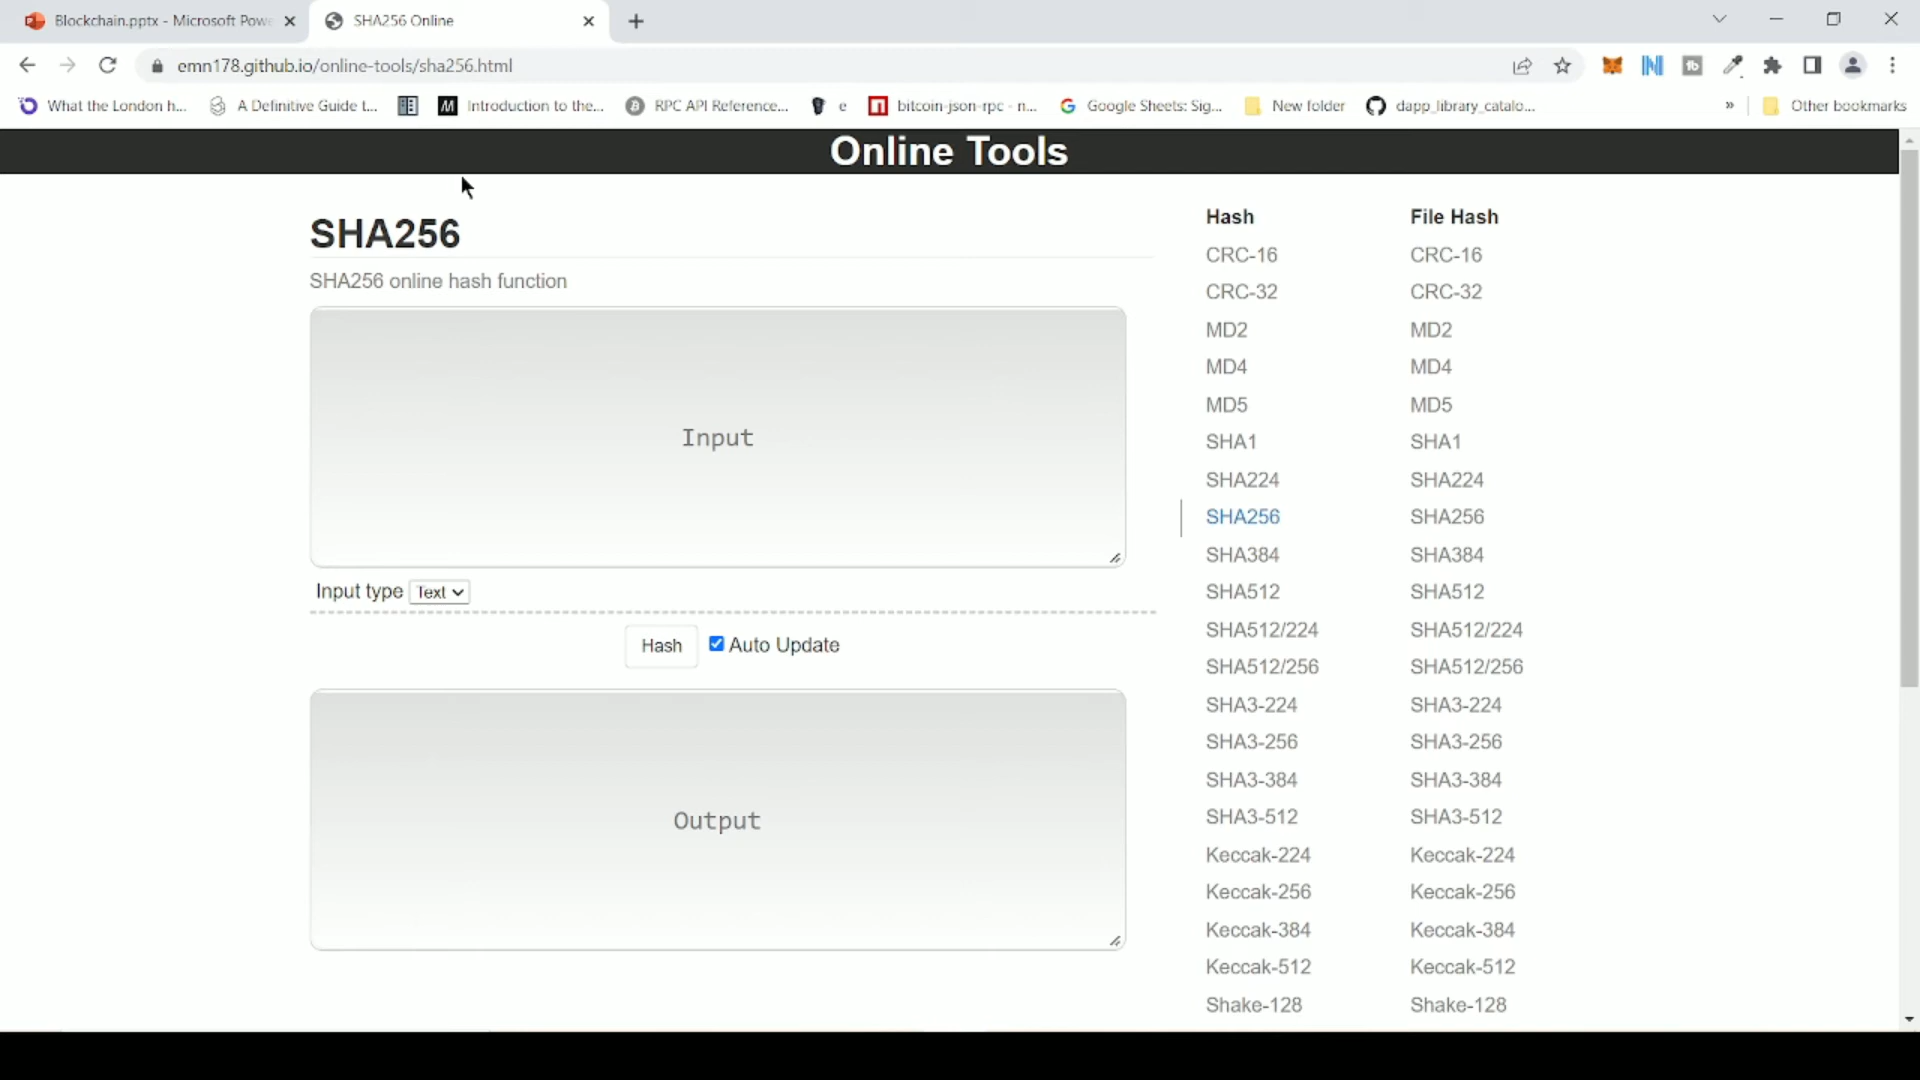 Blockchain.pptx - Microsoft Powe
SHA256 Online
emn178.github.io/online-tools/sha256.html
What the London h...
A Definitive Guide t...
Introduction to the...
RPC API Reference...
e
bitcoin-json-rpc - n...
Google Sheets: Sig...
New folder
dapp_library_catalo...
»
Other bookmarks
Online Tools
SHA256
SHA256 online hash function
Input
Input type Text
Hash Auto Update
Output
Hash File Hash
CRC-16 CRC-16
CRC-32 CRC-32
MD2 MD2
MD4 MD4
MD5 MD5
SHA1 SHA1
SHA224 SHA224
SHA256 SHA256
SHA384 SHA384
SHA512 SHA512
SHA512/224 SHA512/224
SHA512/256 SHA512/256
SHA3-224 SHA3-224
SHA3-256 SHA3-256
SHA3-384 SHA3-384
SHA3-512 SHA3-512
Keccak-224 Keccak-224
Keccak-256 Keccak-256
Keccak-384 Keccak-384
Keccak-512 Keccak-512
Shake-128 Shake-128